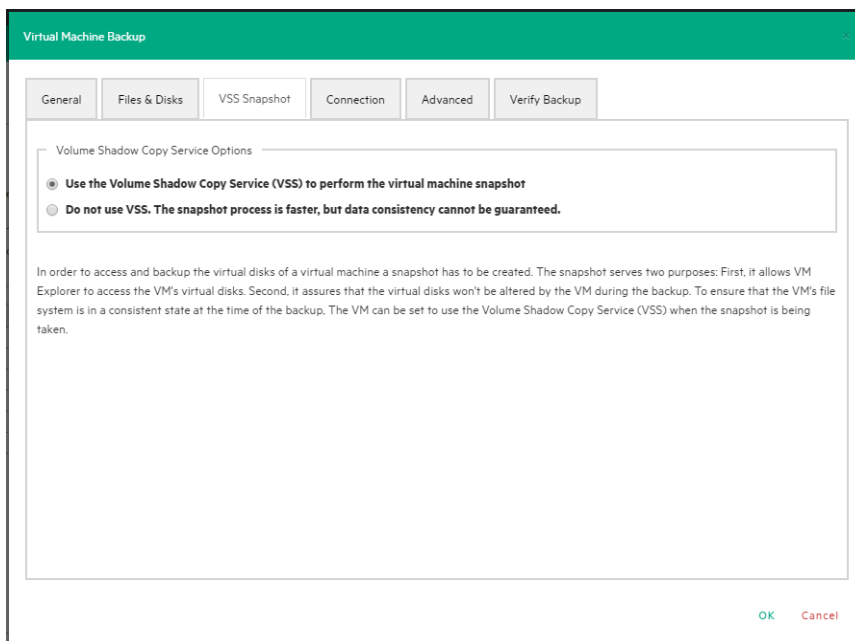 Virtual Machine Backup
x
General Files & Disks VSS Snapshot Connection Advanced Verify Backup
Volume Shadow Copy Service Options
Use the Volume Shadow Copy Service (VSS) to perform the virtual machine snapshot
Do not use VSS. The snapshot process is faster, but data consistency cannot be guaranteed.
In order to access and backup the virtual disks of a virtual machine a snapshot has to be created. The snapshot serves two purposes: First, it allows VM
Explorer to access the VM's virtual disks. Second, it assures that the virtual disks won't be altered by the VM during the backup. To ensure that the VM's file
system is in a consistent state at the time of the backup, The VM can be set to use the Volume Shadow Copy Service (VSS) when the snapshot is being
taken.
OK Cancel